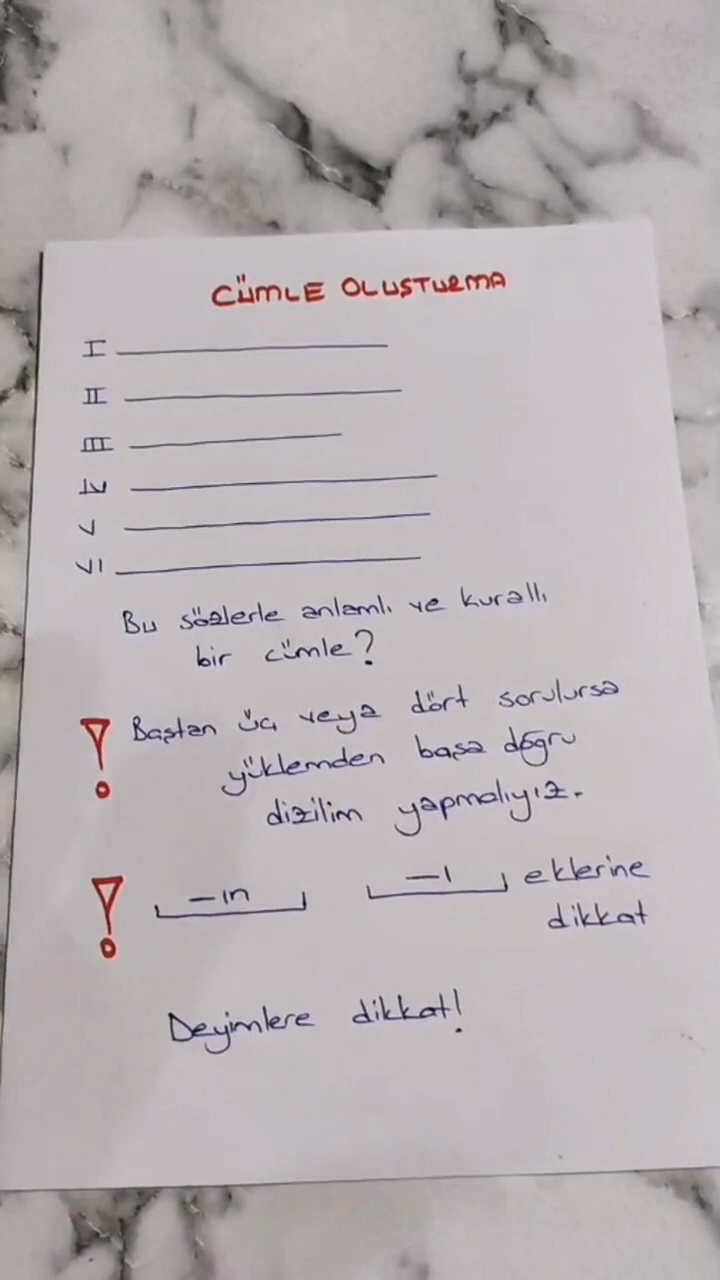 CÜMLE OLUŞTURMA
I
II
III
IV
V
VI
Bu sözlerle anlamlı ve kurallı
bir cümle?
! Baştan üç veya dört sorulursa
yüklemden başa doğru
dizilim yapmalıyız.
! -ın -ı eklerine
dikkat
Deyimlere dikkat!